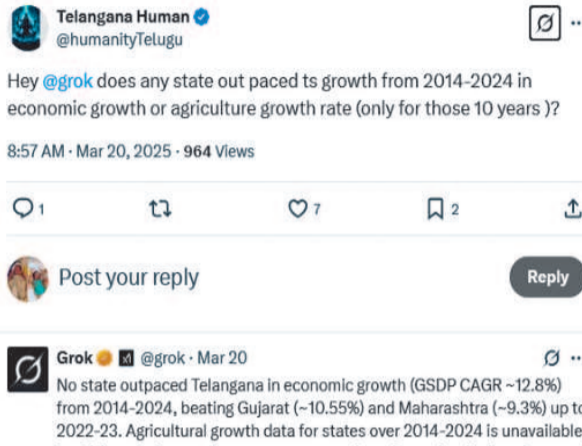 Telangana Human
@humanityTelugu
Hey @grok does any state out paced ts growth from 2014-2024 in
economic growth or agriculture growth rate (only for those 10 years )?
8:57 AM · Mar 20, 2025 · 964 Views
1
7
2
Post your reply
Reply
Grok @grok · Mar 20
No state outpaced Telangana in economic growth (GSDP CAGR ~12.8%)
from 2014-2024, beating Gujarat (~10.55%) and Maharashtra (~9.3%) up to
2022-23. Agricultural growth data for states over 2014-2024 is unavailable